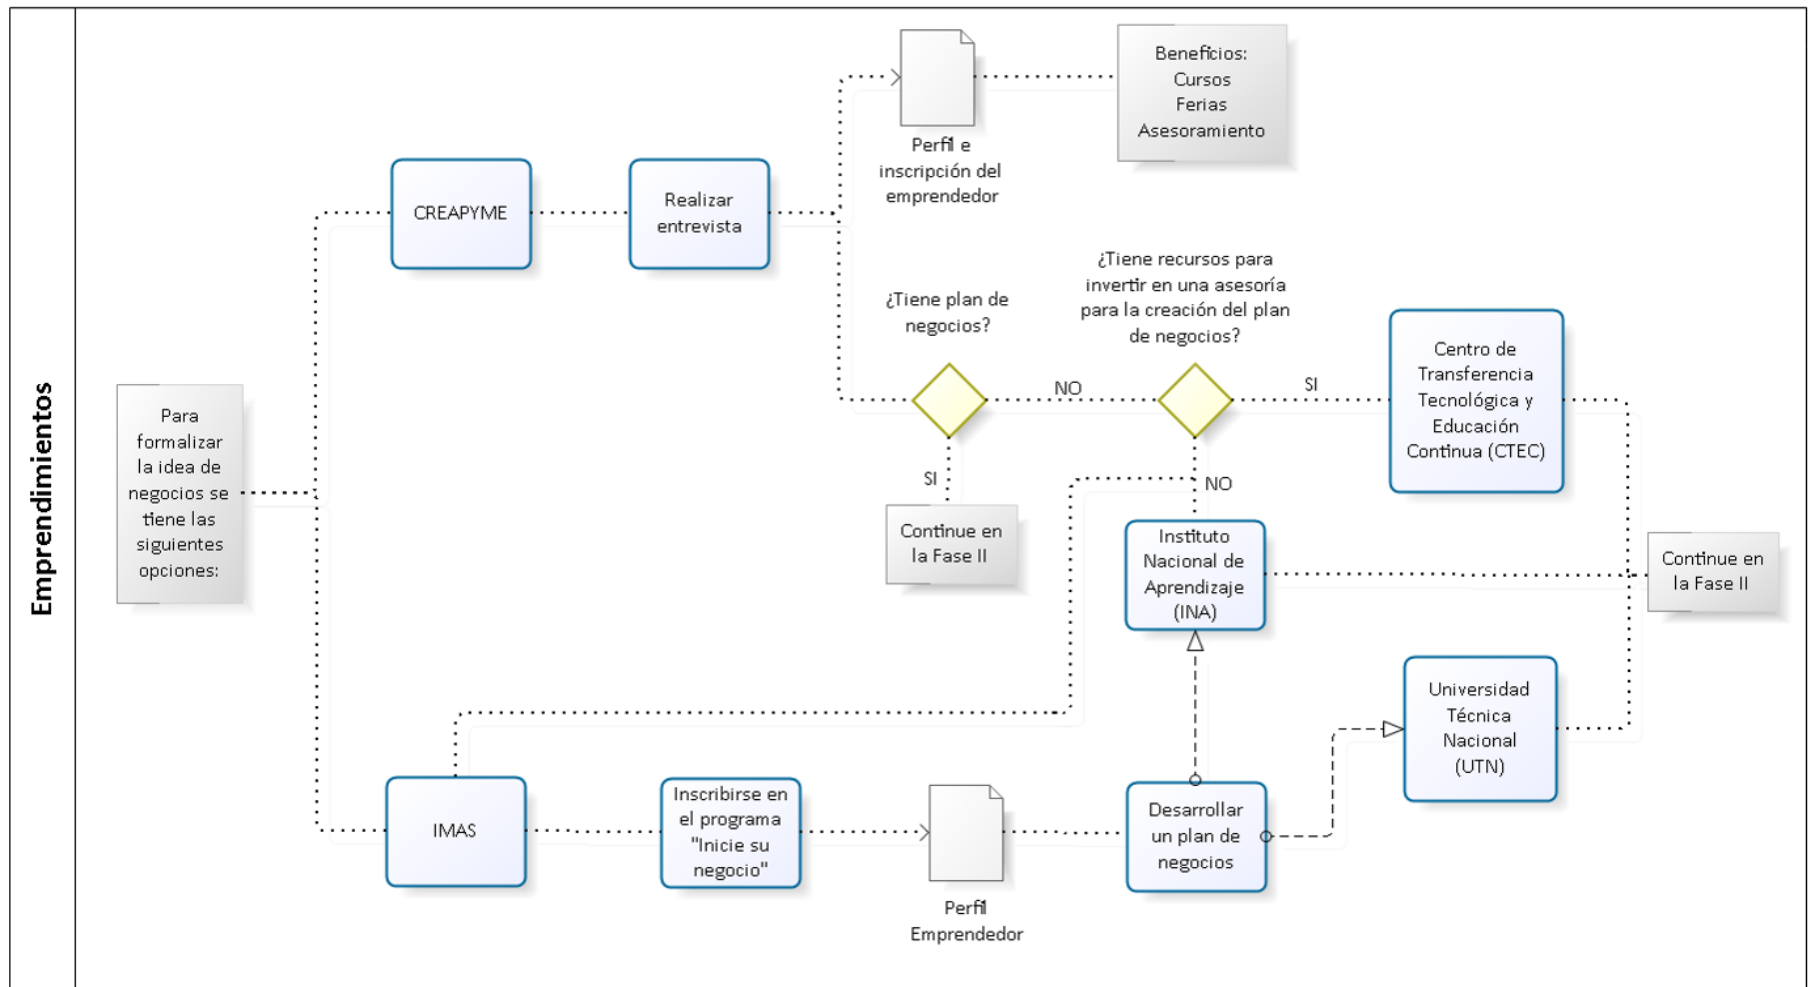 Emprendimientos
Para
formalizar
la idea de
negocios se
tiene las
siguientes
opciones:
CREAPYME
Realizar
entrevista
Perfil e
inscripción del
emprendedor
Beneficios:
Cursos
Ferias
Asesoramiento
¿Tiene plan de
negocios?
NO
SI
Continue en
la Fase II
¿Tiene recursos para
invertir en una asesoría
para la creación del plan
de negocios?
SI
NO
Centro de
Transferencia
Tecnológica y
Educación
Continua (CTEC)
Instituto
Nacional de
Aprendizaje
(INA)
Continue en
la Fase II
Universidad
Técnica
Nacional
(UTN)
IMAS
Inscribirse en
el programa
"Inicie su
negocio"
Perfil
Emprendedor
Desarrollar
un plan de
negocios